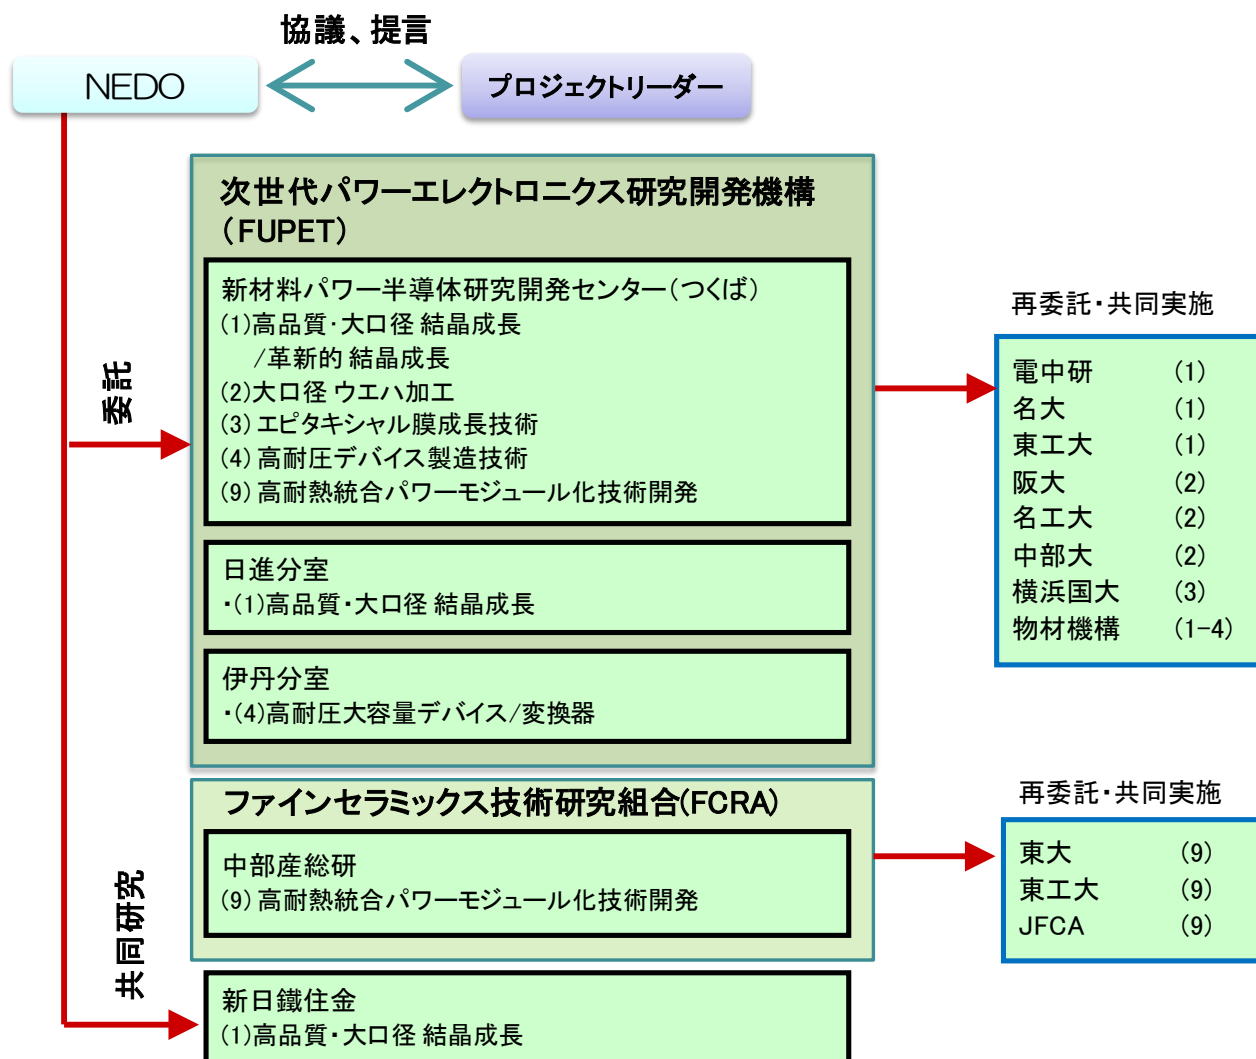 協議、提言
NEDO
プロジェクトリーダー
次世代パワーエレクトロニクス研究開発機構
(FUPET)
新材料パワー半導体研究開発センター(つくば)
(1)高品質・大口径 結晶成長
/革新的 結晶成長
(2)大口径 ウエハ加工
(3) エピタキシャル膜成長技術
(4) 高耐圧デバイス製造技術
(9) 高耐熱統合パワーモジュール化技術開発
日進分室
・(1)高品質・大口径 結晶成長
伊丹分室
・(4)高耐圧大容量デバイス/変換器
委託
再委託・共同実施
電中研 (1)
名大 (1)
東工大 (1)
阪大 (2)
名工大 (2)
中部大 (2)
横浜国大 (3)
物材機構 (1-4)
ファインセラミックス技術研究組合(FCRA)
中部産総研
(9) 高耐熱統合パワーモジュール化技術開発
再委託・共同実施
東大 (9)
東工大 (9)
JFCA (9)
共同研究
新日鐵住金
(1)高品質・大口径 結晶成長